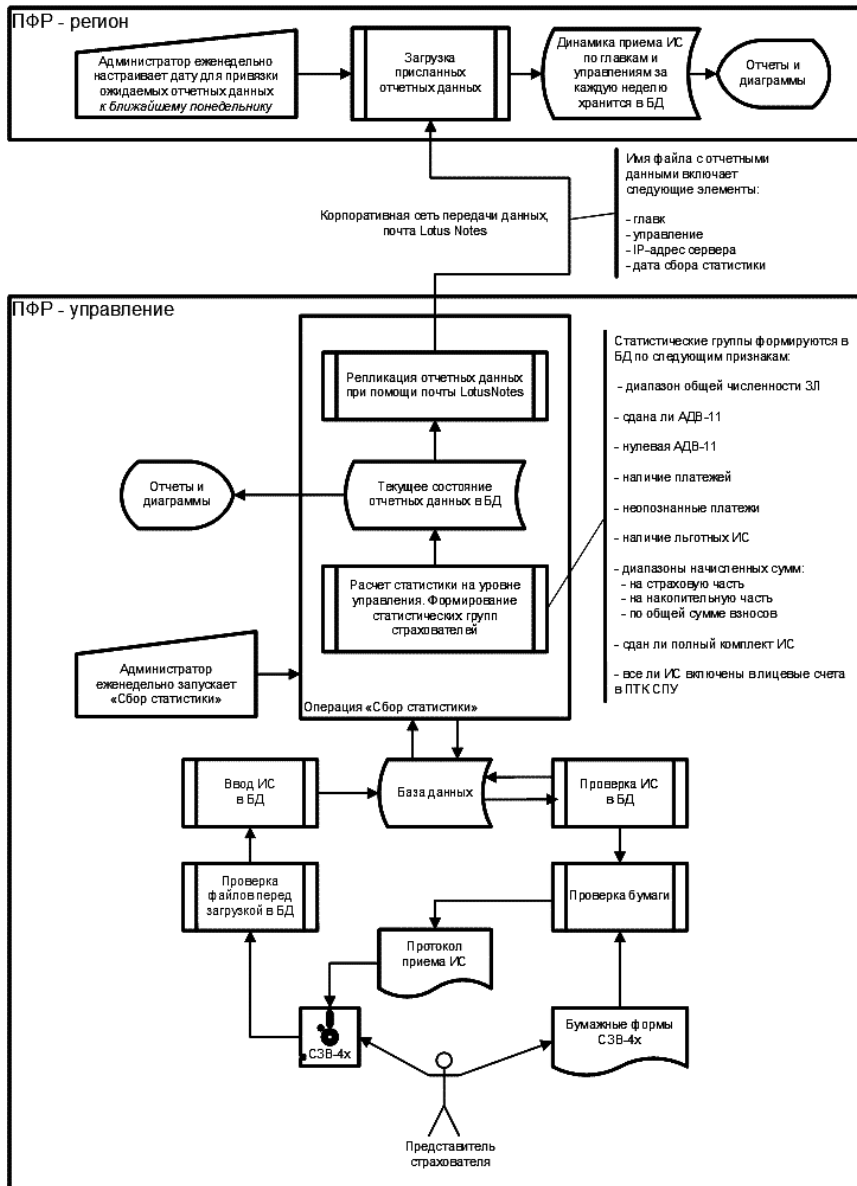 ПФР - регион
Администратор еженедельно
настраивает дату для привязки
ожидаемых отчетных данных
к ближайшему понедельнику
Загрузка
присланных
отчетных данных
Динамика приема ИС
по главкам и
управлениям за
каждую неделю
хранится в БД
Отчеты и
диаграммы
Имя файла с отчетными
данными включает
следующие элементы:
- главк
- управление
- IP-адрес сервера
- дата сбора статистики
Корпоративная сеть передачи данных,
почта Lotus Notes
ПФР - управление
Репликация отчетных данных
при помощи почты LotusNotes
Отчеты и
диаграммы
Текущее состояние
отчетных данных в БД
Расчет статистики на уровне
управления. Формирование
статистических групп
страхователей
Статистические группы формируются в
БД по следующим признакам:
- диапазон общей численности ЗЛ
- сдана ли АДВ-11
- нулевая АДВ-11
- наличие платежей
- неопознанные платежи
- наличие льготных ИС
- диапазоны начисленных сумм:
- на страховую часть
- на накопительную часть
- по общей сумме взносов
- сдан ли полный комплект ИС
- все ли ИС включены в лицевые счета
в ПТК СПУ
Администратор
еженедельно запускает
«Сбор статистики»
Операция «Сбор статистики»
Ввод ИС
в БД
База данных
Проверка ИС
в БД
Проверка
файлов перед
загрузкой в БД
Проверка бумаги
Протокол
приема ИС
СЗВ-4х
Бумажные формы
СЗВ-4х
Представитель
страхователя